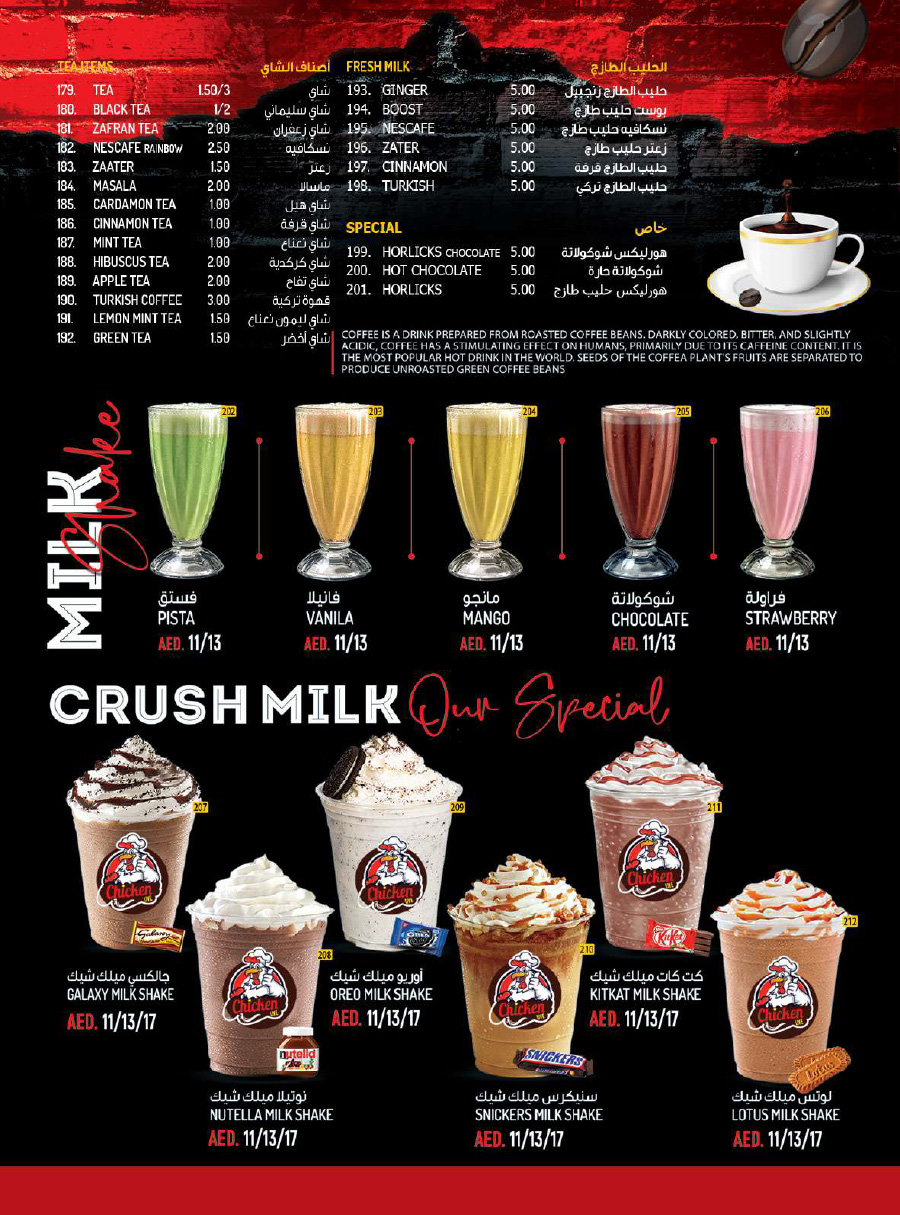 TEA ITEMS أصناف الشاي
179. TEA 1.50/3 شاي
180. BLACK TEA 1/2 شاي سليماني
181. ZAFRAN TEA 2.00 شاي زعفران
182. NESCAFE RAINBOW 2.50 نسكافيه
183. ZAATER 1.50 زعتر
184. MASALA 2.00 ماسالا
185. CARDAMON TEA 1.00 شاي هيل
186. CINNAMON TEA 1.00 شاي قرفة
187. MINT TEA 1.00 شاي نعناع
188. HIBUSCUS TEA 2.00 شاي كركدية
189. APPLE TEA 2.00 شاي تفاح
190. TURKISH COFFEE 3.00 قهوة تركية
191. LEMON MINT TEA 1.50 شاي ليمون نعناع
192. GREEN TEA 1.50 شاي أخضر
FRESH MILK الحليب الطازج
193. GINGER 5.00 حليب الطازج زنجبيل
194. BOOST 5.00 بوست حليب طازج
195. NESCAFE 5.00 نسكافيه حليب طازج
196. ZATER 5.00 زعتر حليب طازج
197. CINNAMON 5.00 حليب الطازج قرفة
198. TURKISH 5.00 حليب الطازج تركي
SPECIAL خاص
199. HORLICKS CHOCOLATE 5.00 هورليكس شوكولاتة
200. HOT CHOCOLATE 5.00 شوكولاتة حارة
201. HORLICKS 5.00 هورليكس حليب طازج
COFFEE IS A DRINK PREPARED FROM ROASTED COFFEE BEANS. DARKLY COLORED, BITTER, AND SLIGHTLY
ACIDIC, COFFEE HAS A STIMULATING EFFECT ON HUMANS, PRIMARILY DUE TO ITS CAFFEINE CONTENT. IT IS
THE MOST POPULAR HOT DRINK IN THE WORLD. SEEDS OF THE COFFEA PLANT'S FRUITS ARE SEPARATED TO
PRODUCE UNROASTED GREEN COFFEE BEANS
MILK Shake
202 203 204 205 206
فستق فانيلا مانجو شوكولاتة فراولة
PISTA VANILA MANGO CHOCOLATE STRAWBERRY
AED. 11/13 AED. 11/13 AED. 11/13 AED. 11/13 AED. 11/13
CRUSH MILK Our Special
207
Chicken
Galaxy
جالكسي ميلك شيك
GALAXY MILK SHAKE
AED. 11/13/17
208
Chicken
nutella
نوتيلا ميلك شيك
NUTELLA MILK SHAKE
AED. 11/13/17
209
Chicken
OREO
أوريو ميلك شيك
OREO MILK SHAKE
AED. 11/13/17
210
Chicken
SNICKERS
سنيكرس ميلك شيك
SNICKERS MILK SHAKE
AED. 11/13/17
211
Chicken
KitKat
كت كات ميلك شيك
KITKAT MILK SHAKE
AED. 11/13/17
212
Chicken
Lotus
لوتس ميلك شيك
LOTUS MILK SHAKE
AED. 11/13/17